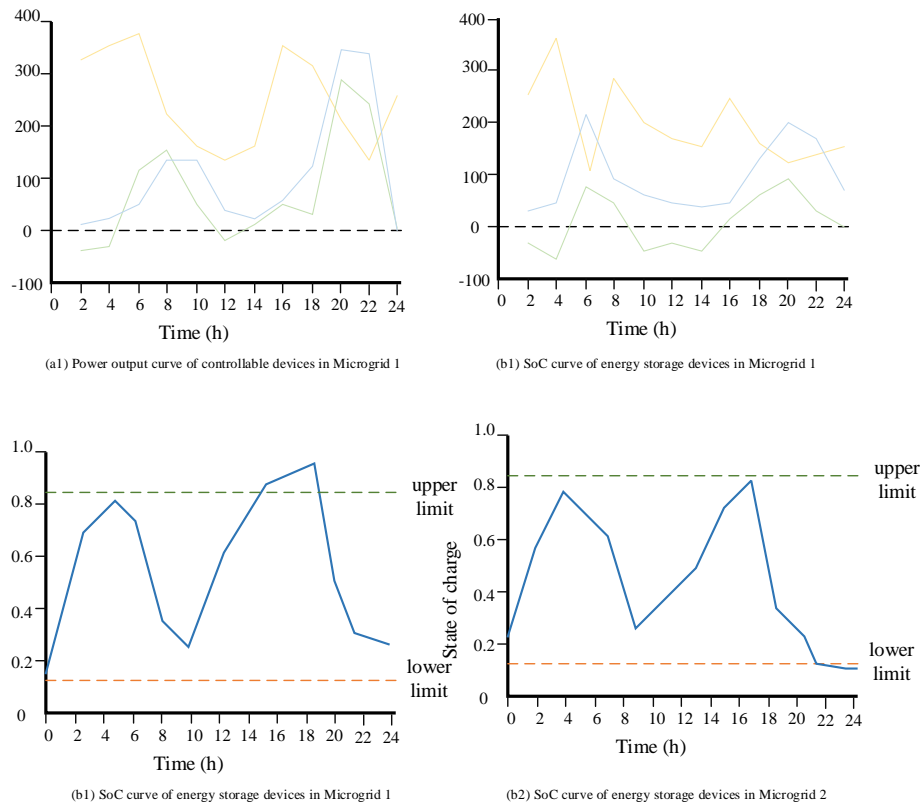 400
300
200
100
0
-100
0 2 4 6 8 10 12 14 16 18 20 22 24
Time (h)
(a1) Power output curve of controllable devices in Microgrid 1
400
300
200
100
0
-100
0 2 4 6 8 10 12 14 16 18 20 22 24
Time (h)
(b1) SoC curve of energy storage devices in Microgrid 1
1.0
0.8
0.6
0.4
0.2
0
upper
limit
lower
limit
0 2 4 6 8 10 12 14 16 18 20 22 24
Time (h)
(b1) SoC curve of energy storage devices in Microgrid 1
State of charge
1.0
0.8
0.6
0.4
0.2
0
upper
limit
lower
limit
0 2 4 6 8 10 12 14 16 18 20 22 24
Time (h)
(b2) SoC curve of energy storage devices in Microgrid 2